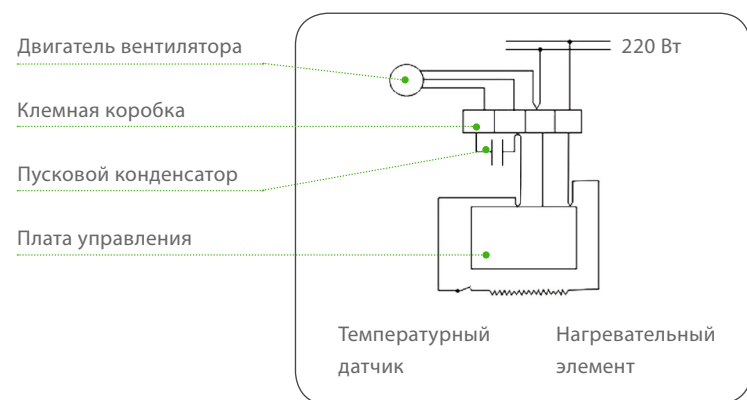 Двигатель вентилятора
220 Вт
Клемная коробка
Пусковой конденсатор
Плата управления
Температурный
датчик
Нагревательный
элемент